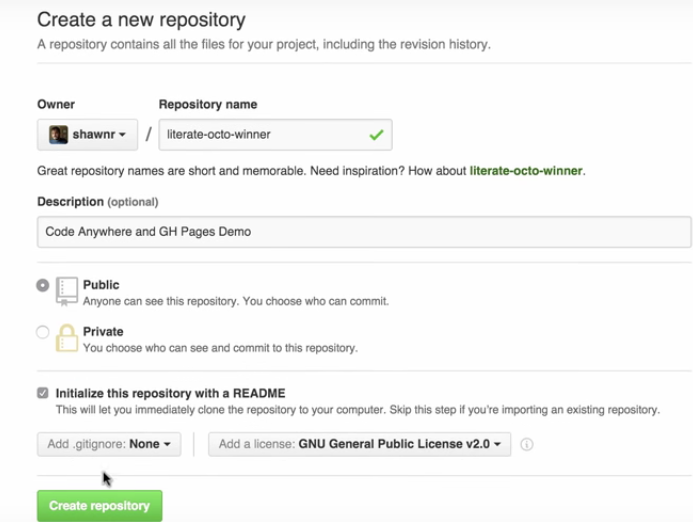 Create a new repository
A repository contains all the files for your project, including the revision history.
Owner Repository name
shawnr / literate-octo-winner
Great repository names are short and memorable. Need inspiration? How about literate-octo-winner.
Description (optional)
Code Anywhere and GH Pages Demo
Public
Anyone can see this repository. You choose who can commit.
Private
You choose who can see and commit to this repository.
Initialize this repository with a README
This will let you immediately clone the repository to your computer. Skip this step if you're importing an existing repository.
Add .gitignore: None Add a license: GNU General Public License v2.0
Create repository